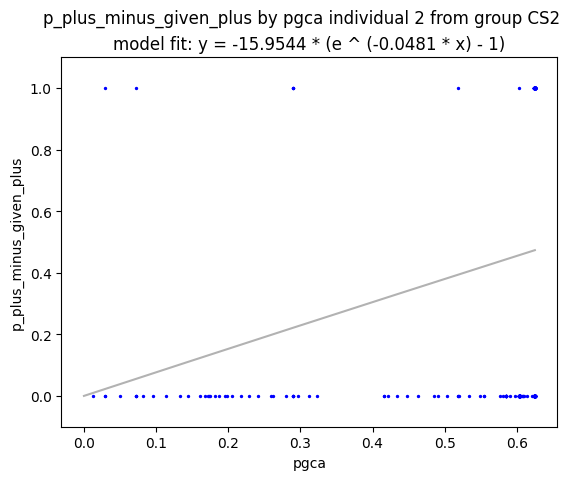 p_plus_minus_given_plus by pgca individual 2 from group CS2
model fit: y = -15.9544 * (e ^ (-0.0481 * x) - 1)
1.0
0.8
0.6
0.4
0.2
0.0
p_plus_minus_given_plus
0.0 0.1 0.2 0.3 0.4 0.5 0.6
pgca